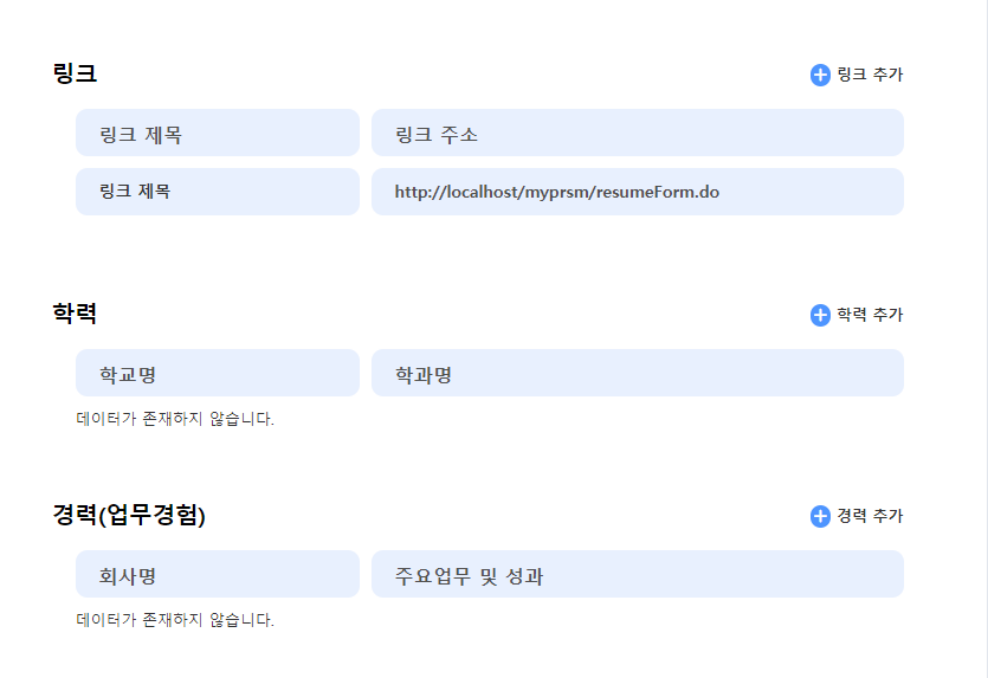 링크
링크 추가
링크 제목 링크 주소
링크 제목 http://localhost/myprsm/resumeForm.do
학력
학력 추가
학교명 학과명
데이터가 존재하지 않습니다.
경력(업무경험)
경력 추가
회사명 주요업무 및 성과
데이터가 존재하지 않습니다.